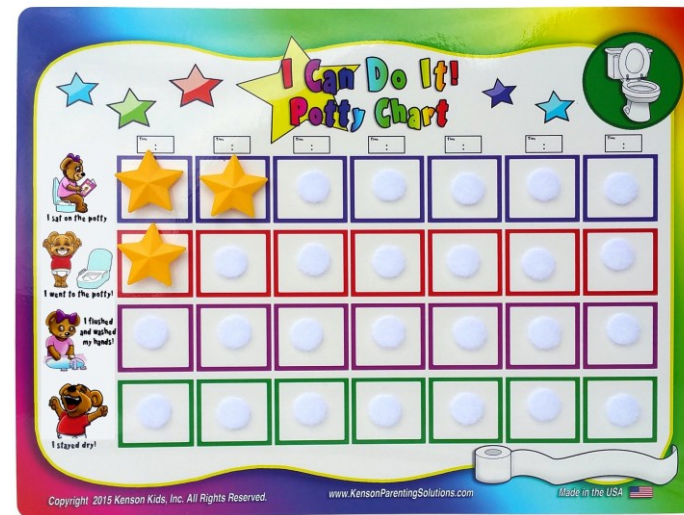 I Can Do It!
Potty Chart
I sat on the potty
I went to the potty!
I flushed
and washed
my hands!
I stayed dry!
Copyright 2015 Kenson Kids, Inc. All Rights Reserved.
www.KensonParentingSolutions.com
Made in the USA